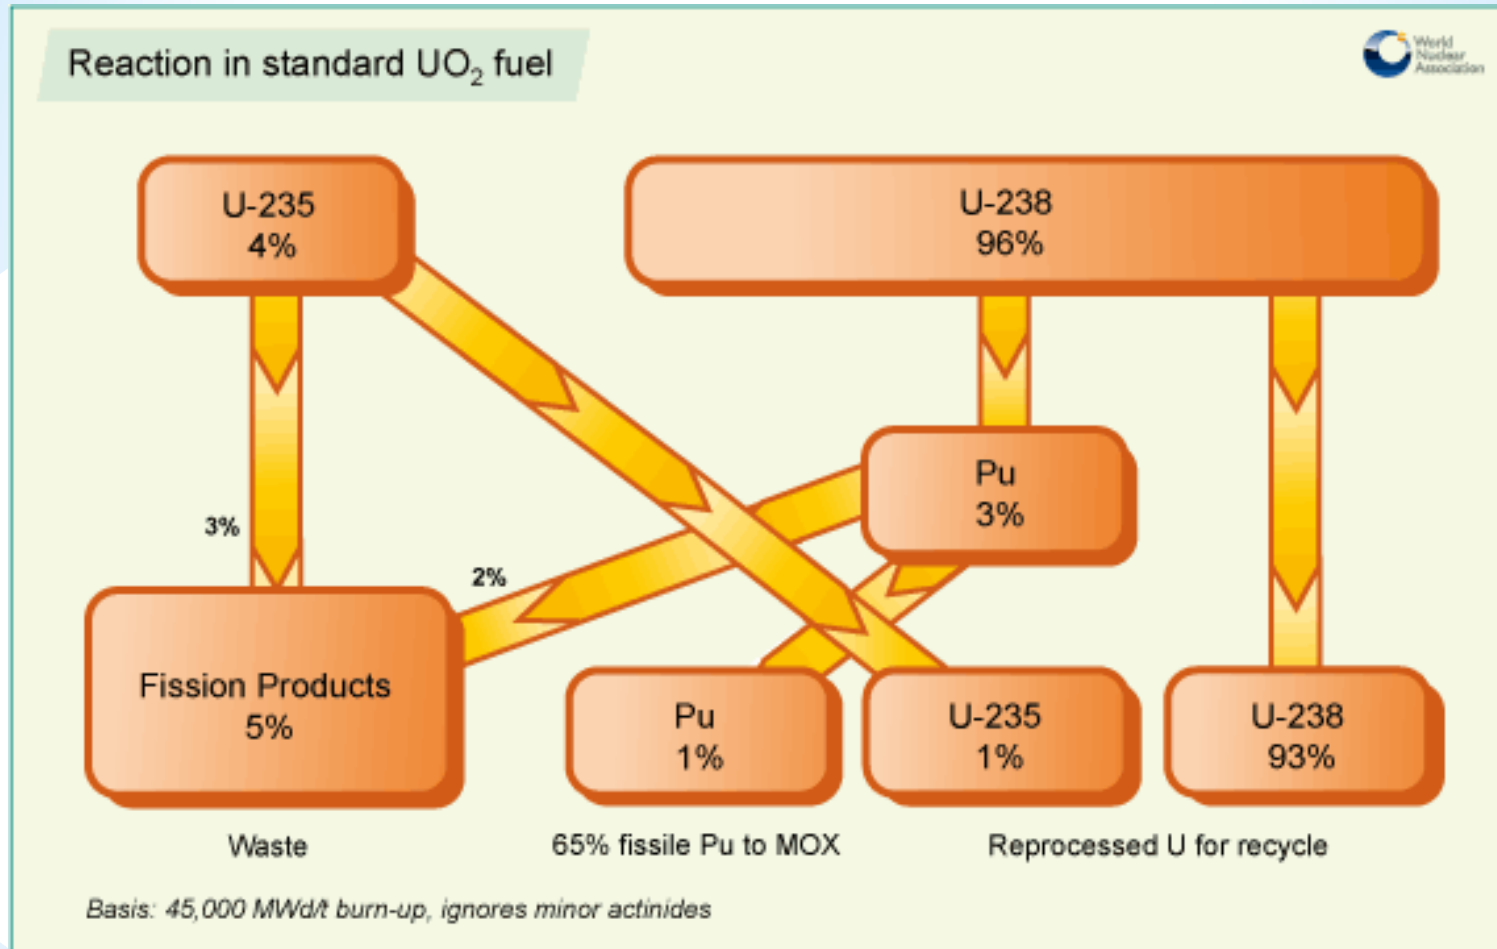 Reaction in standard UO₂ fuel
World
Nuclear
Association
U-235
4%
U-238
96%
Pu
3%
3%
2%
Fission Products
5%
Pu
1%
U-235
1%
U-238
93%
Waste
65% fissile Pu to MOX
Reprocessed U for recycle
Basis: 45,000 MWd/t burn-up, ignores minor actinides